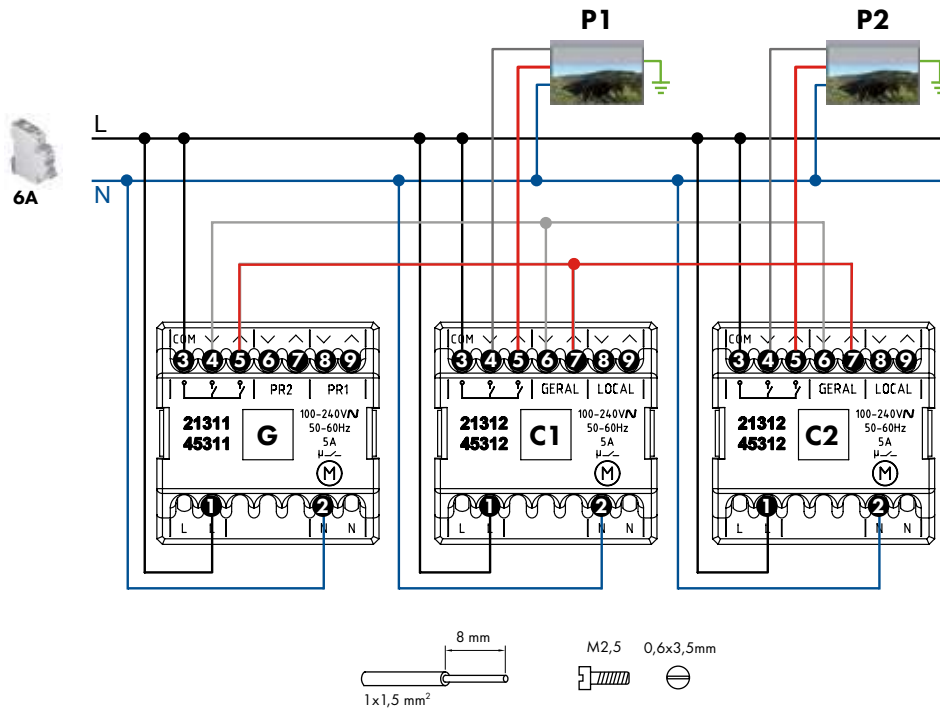 P1 P2
L
6A
N
COM COM COM
3 4 5 6 7 8 9 3 4 5 6 7 8 9 3 4 5 6 7 8 9
PR2 PR1 GERAL LOCAL GERAL LOCAL
21311 G 100-240V 21312 C1 100-240V 21312 C2 100-240V
45311 50-60Hz 45312 50-60Hz 45312 50-60Hz
5A 5A 5A
µ µ µ
M M M
1 2 1 2 1 2
L L N N L L N N L L N N
8 mm
M2,5 0,6x3,5mm
1x1,5 mm²